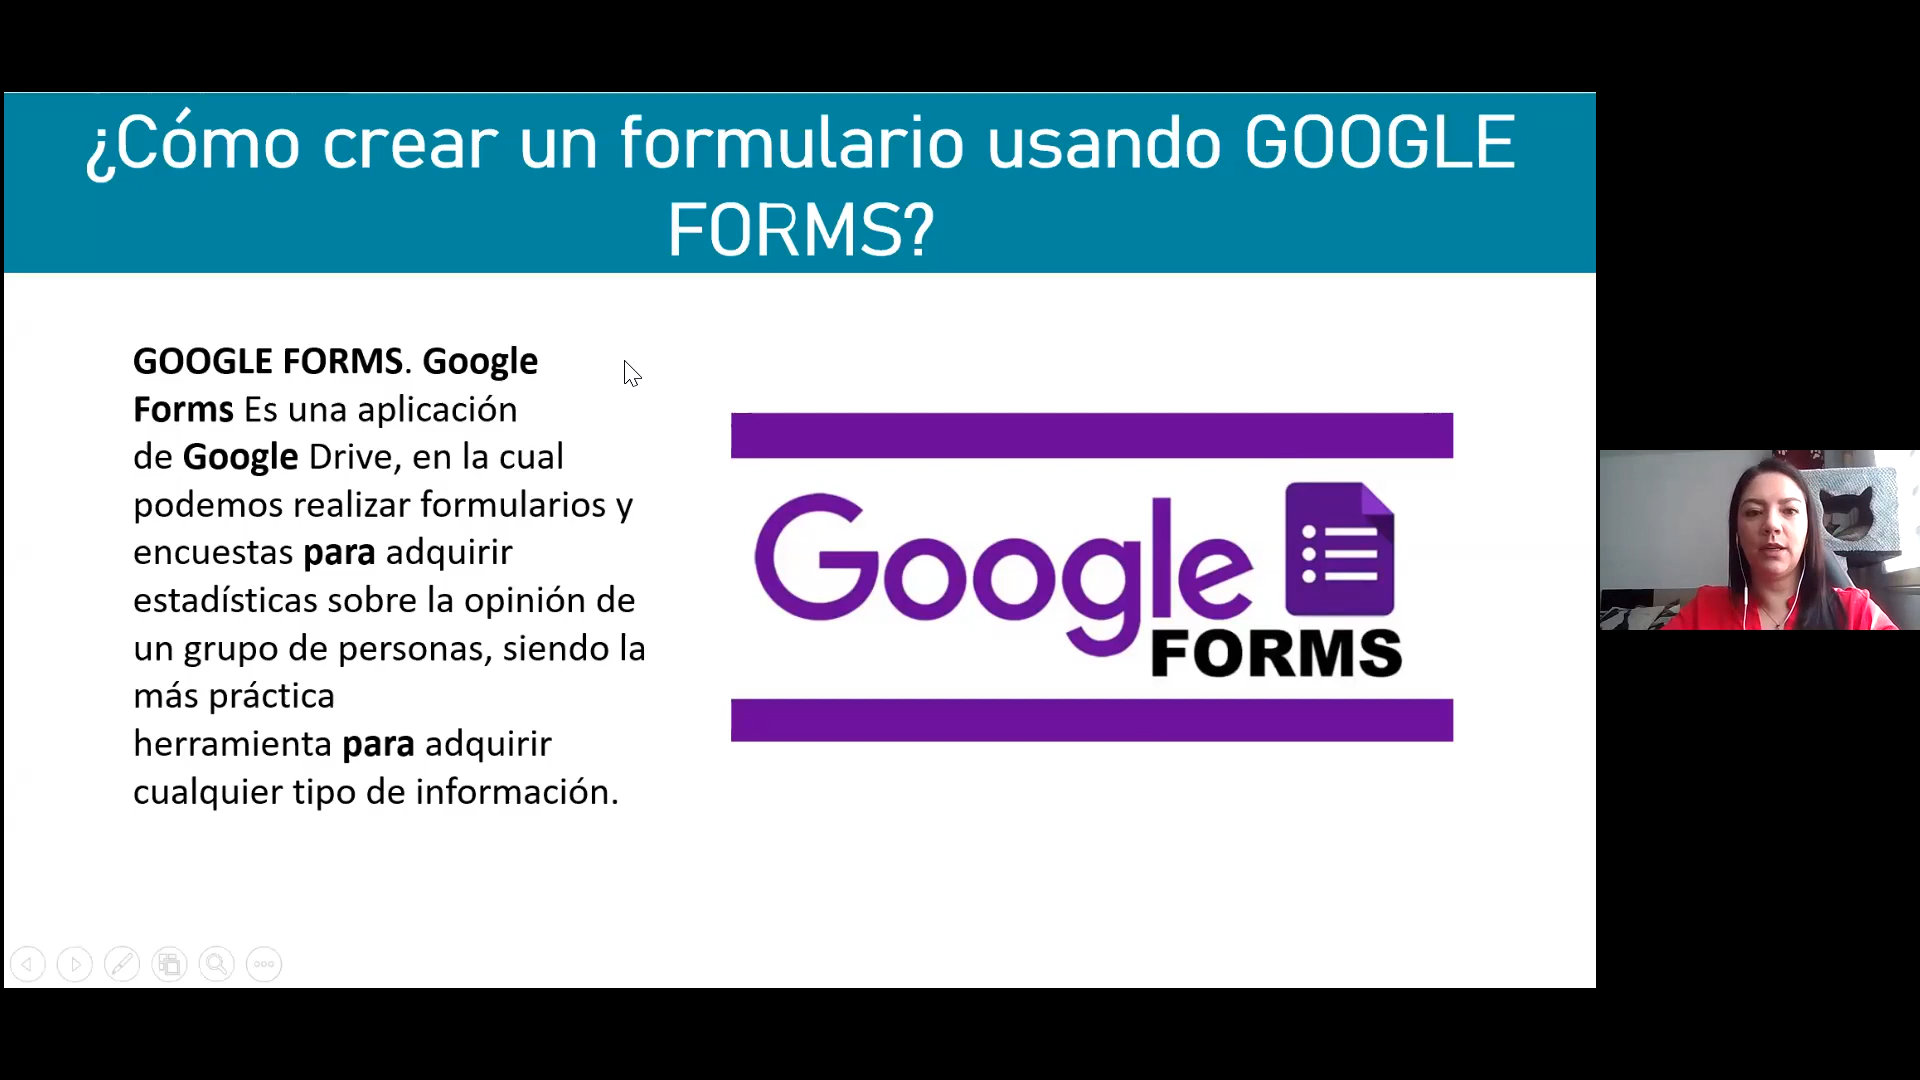 ¿Cómo crear un formulario usando GOOGLE
FORMS?
GOOGLE FORMS. Google
Forms Es una aplicación
de Google Drive, en la cual
podemos realizar formularios y
encuestas para adquirir
estadísticas sobre la opinión de
un grupo de personas, siendo la
más práctica
herramienta para adquirir
cualquier tipo de información.
Google
FORMS